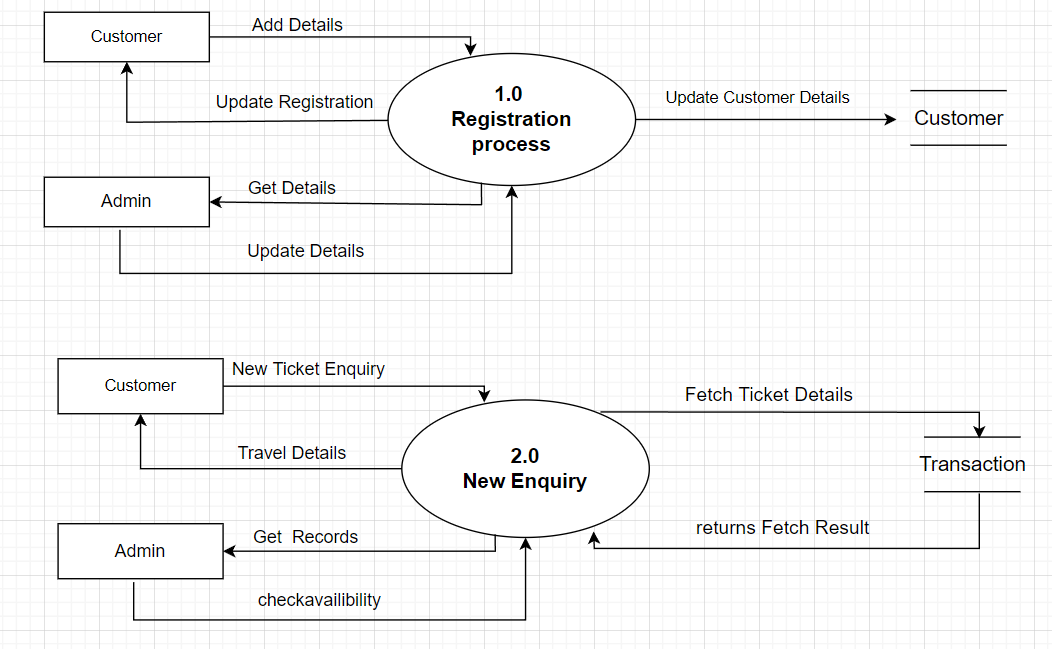 Customer
Add Details
Update Registration
1.0
Registration
process
Update Customer Details
Customer
Admin
Get Details
Update Details
Customer
New Ticket Enquiry
Travel Details
2.0
New Enquiry
Fetch Ticket Details
Transaction
returns Fetch Result
Admin
Get  Records
checkavailibility